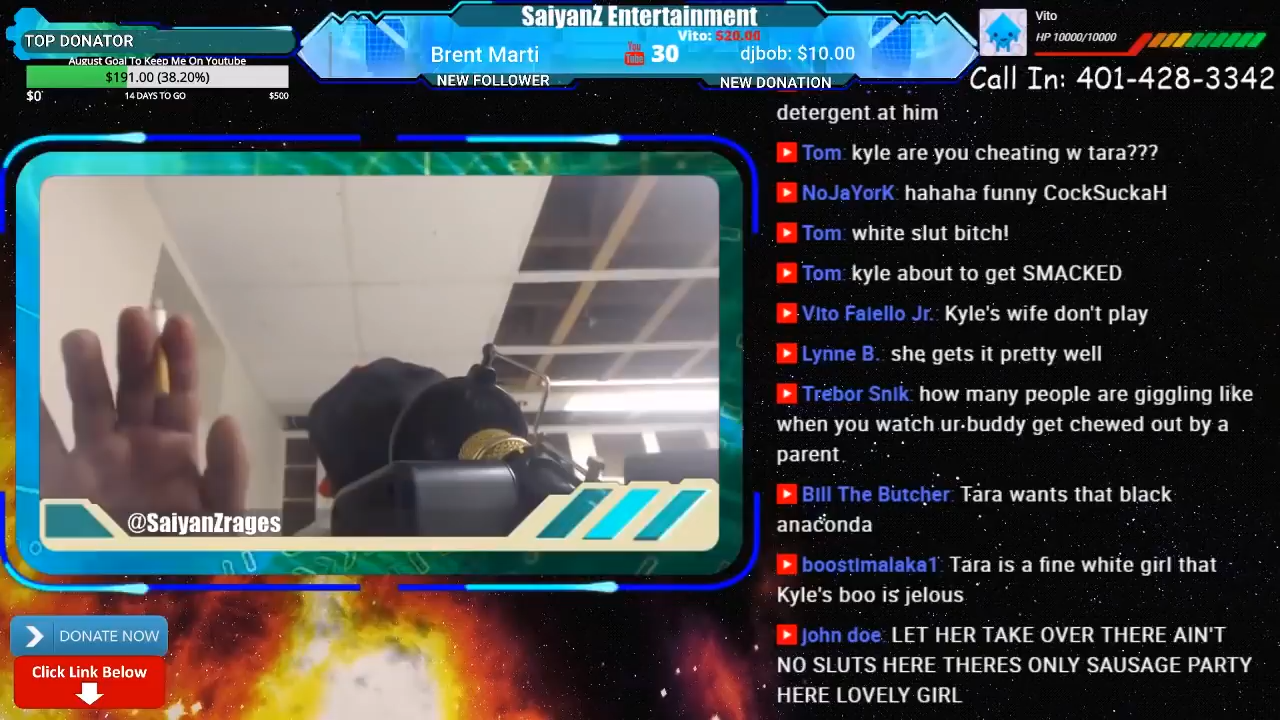 SaiyanZ Entertainment
TOP DONATOR
Vito: $20.00
Brent Marti
You Tube
30
djbob: $10.00
NEW FOLLOWER
NEW DONATION
Vito
HP 10000/10000
Call In: 401-428-3342
August Goal To Keep Me On Youtube
$191.00 (38.20%)
$0
14 DAYS TO GO
$500
detergent at him
Tom: kyle are you cheating w tara???
NoJaYorK: hahaha funny CockSuckaH
Tom: white slut bitch!
Tom: kyle about to get SMACKED
Vito Faiello Jr.: Kyle's wife don't play
Lynne B.: she gets it pretty well
Trebor Snik: how many people are giggling like
when you watch ur buddy get chewed out by a
parent
Bill The Butcher: Tara wants that black
anaconda
boostimalaka1: Tara is a fine white girl that
Kyle's boo is jelous
john doe: LET HER TAKE OVER THERE AIN'T
NO SLUTS HERE THERES ONLY SAUSAGE PARTY
HERE LOVELY GIRL
@SaiyanZrages
DONATE NOW
Click Link Below